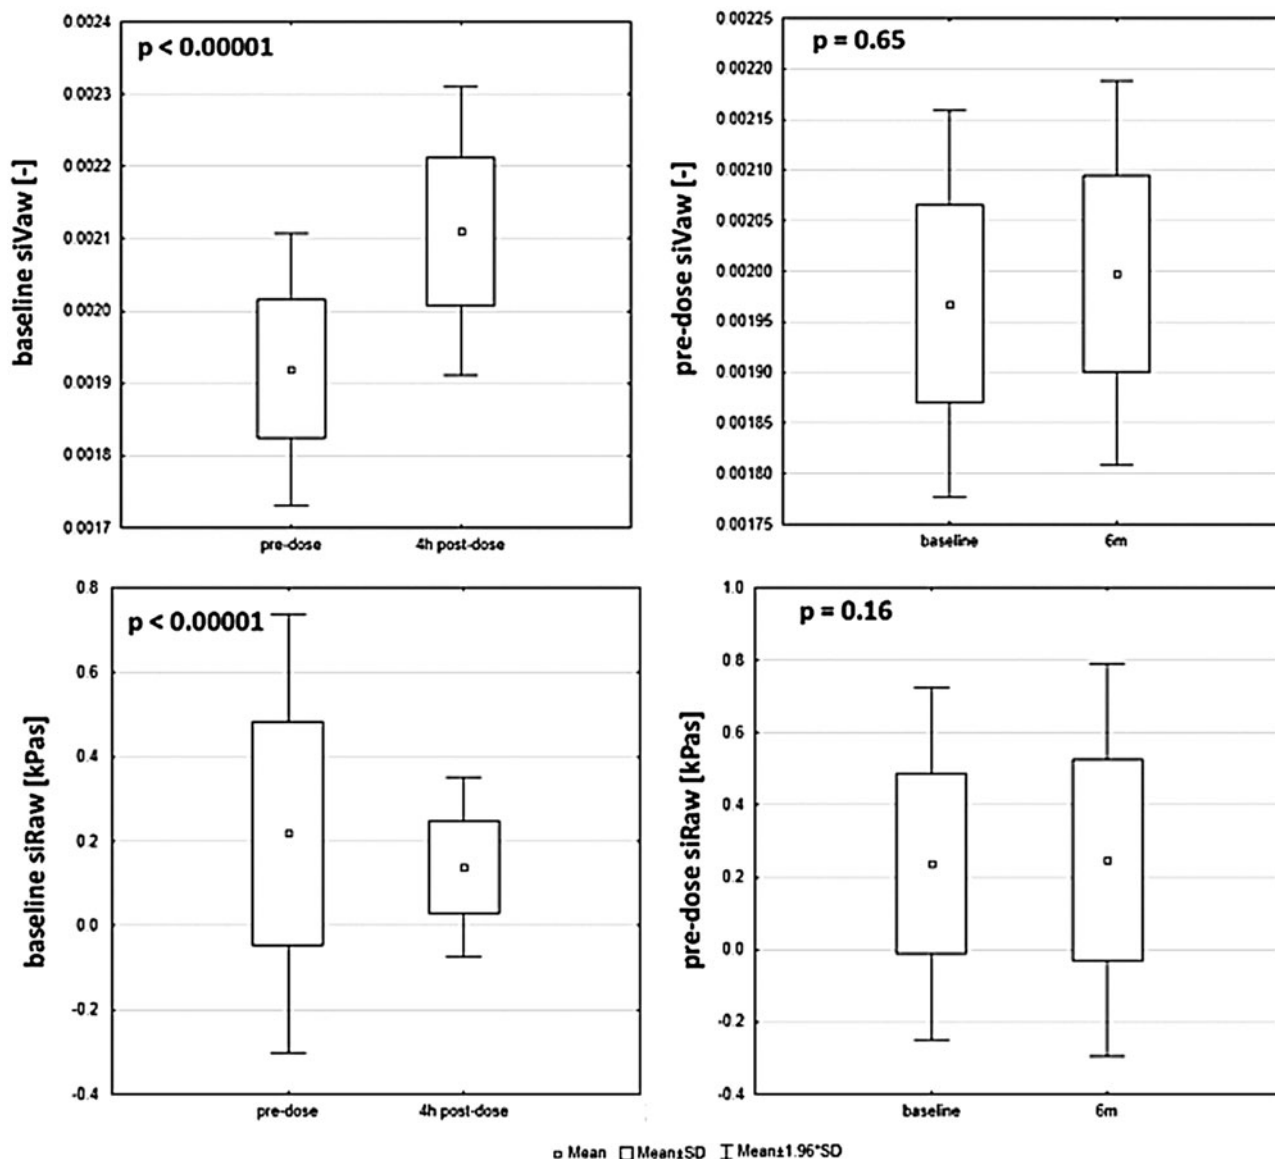 baseline siVaw [-]
p < 0.00001
0.0024
0.0023
0.0022
0.0021
0.0020
0.0019
0.0018
0.0017
pre-dose
4h post-dose
pre-dose siVaw [-]
p = 0.65
0.00225
0.00220
0.00215
0.00210
0.00205
0.00200
0.00195
0.00190
0.00185
0.00180
0.00175
baseline
6m
baseline siRaw [kPas]
p < 0.00001
0.8
0.6
0.4
0.2
0.0
-0.2
-0.4
pre-dose
4h post-dose
pre-dose siRaw [kPas]
p = 0.16
1.0
0.8
0.6
0.4
0.2
0.0
-0.2
-0.4
baseline
6m
Mean Mean±SD Mean±1.96*SD